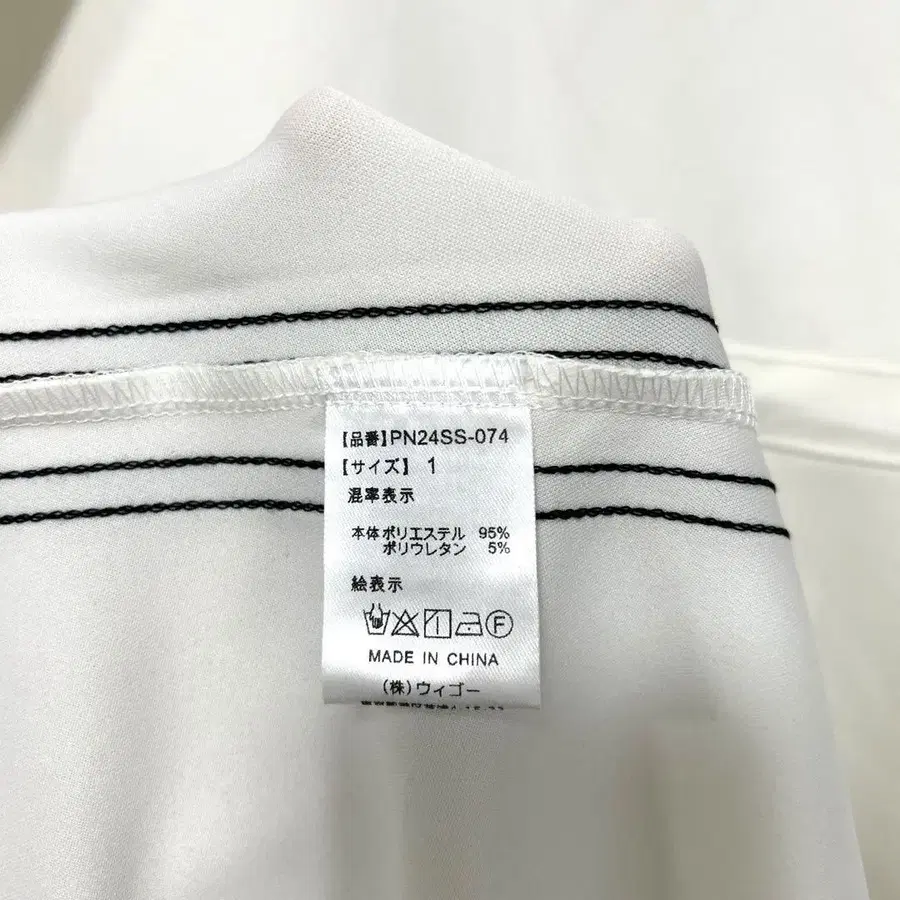 【品番】PN24SS-074
【サイズ】 1
混率表示
本体ポリエステル 95%
ポリウレタン 5%
絵表示
F
MADE IN CHINA
(株)ウィゴー